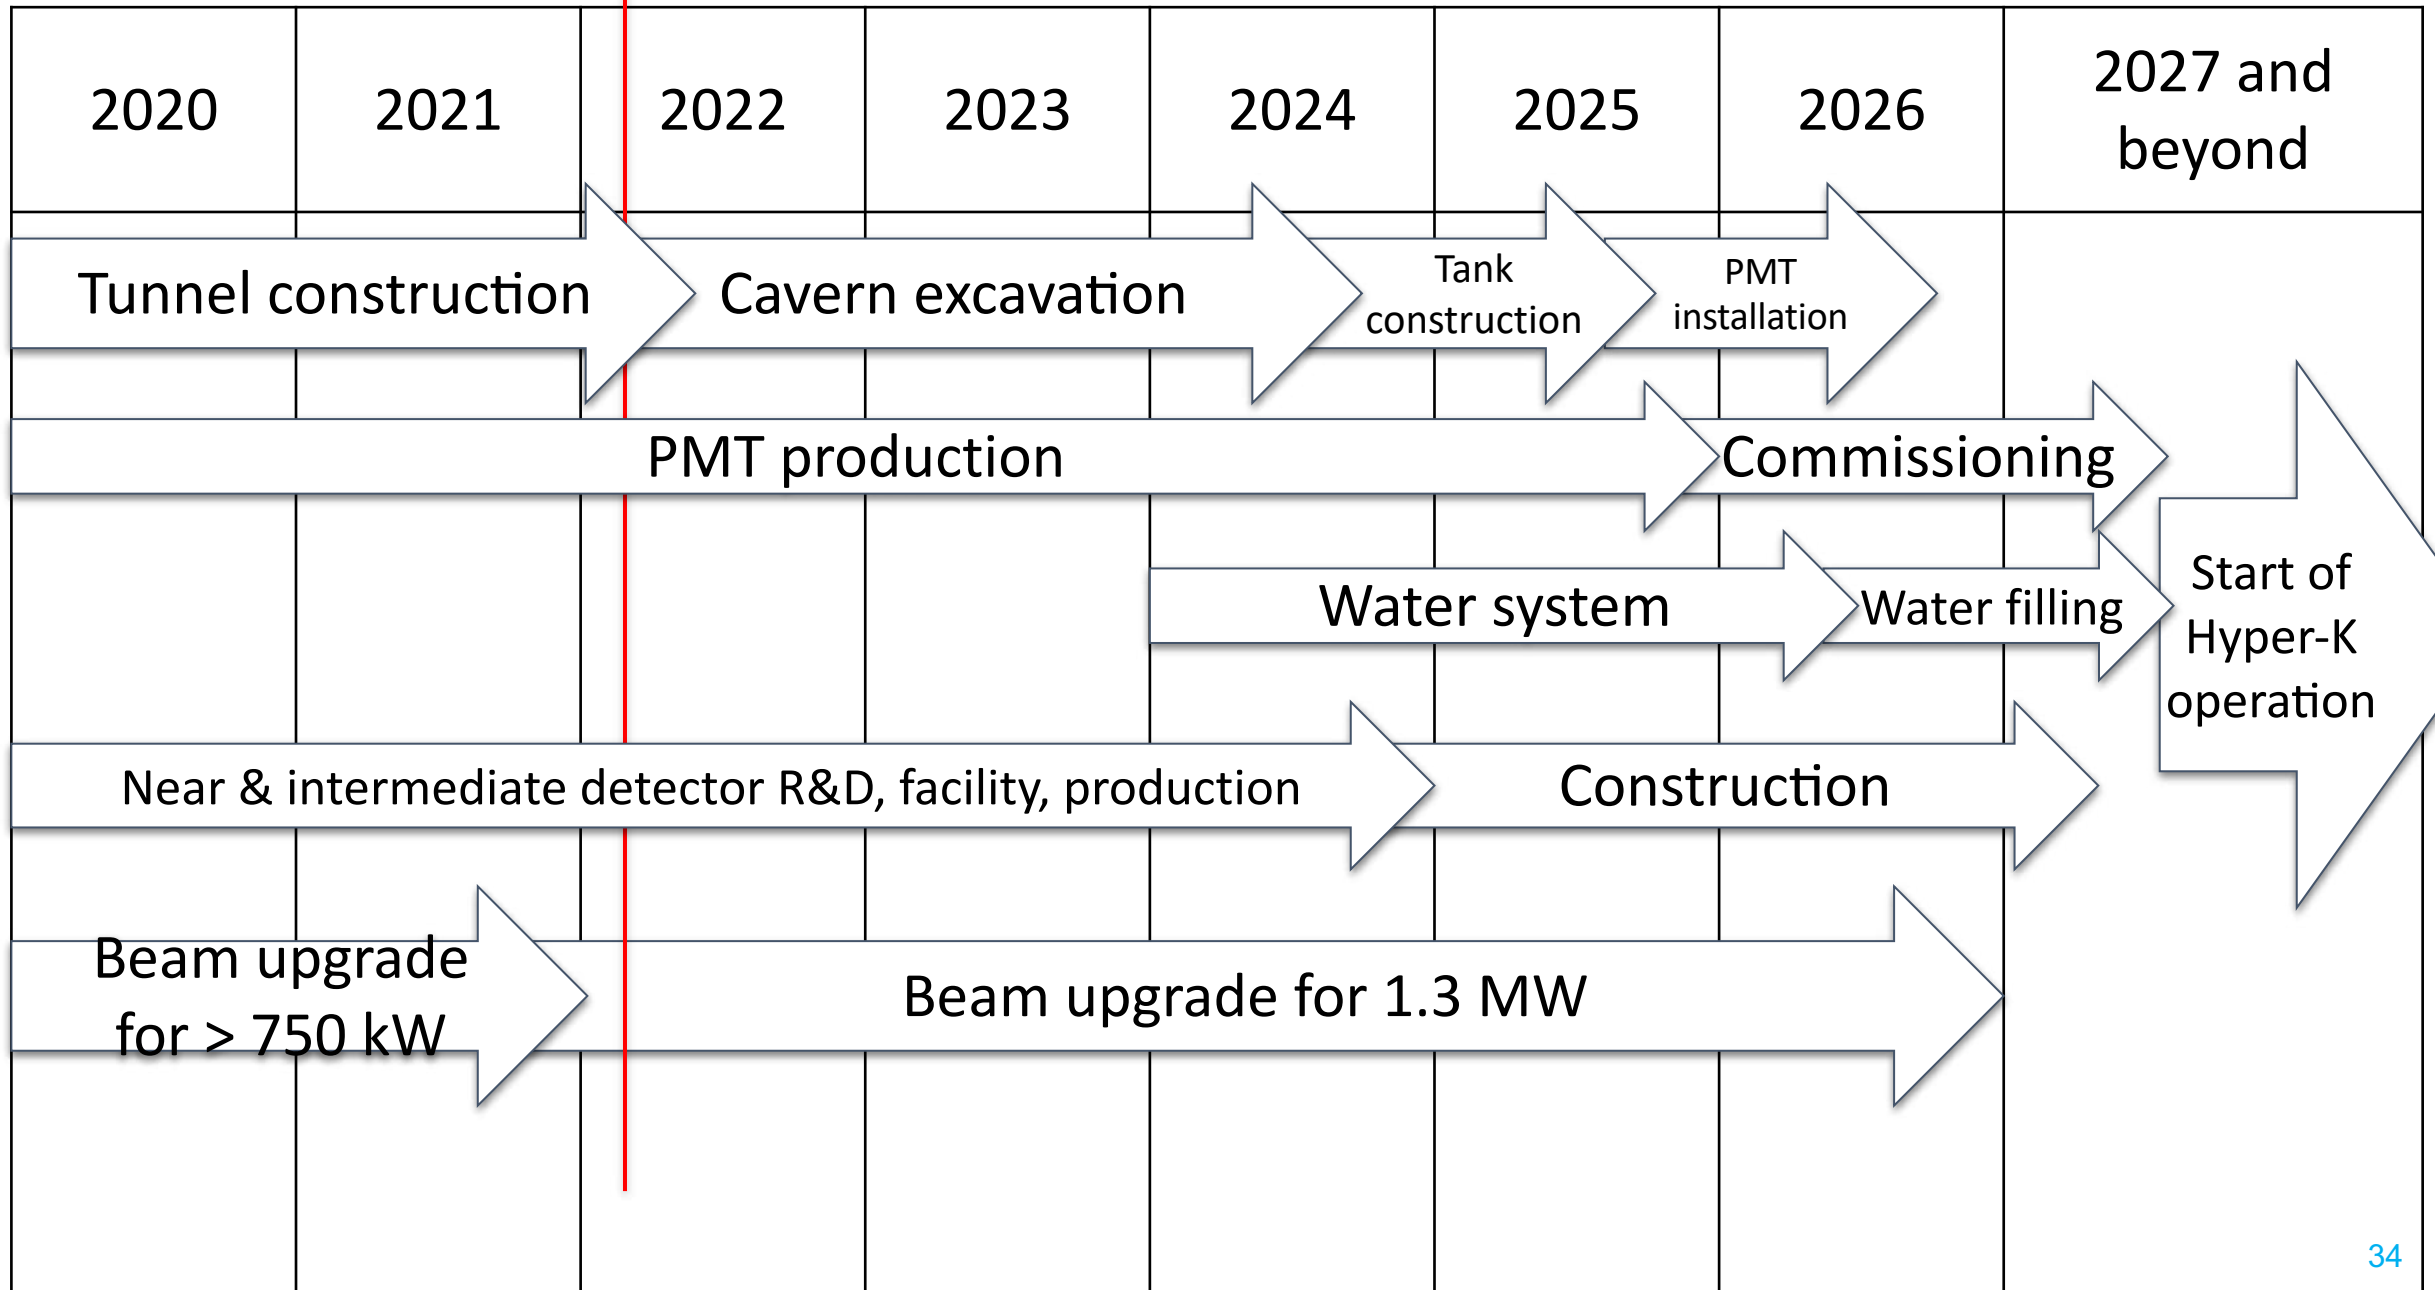 2020
2021
2022
2023
2024
2025
2026
2027 and
beyond
Tunnel construction
Cavern excavation
Tank
construction
PMT
installation
PMT production
Commissioning
Water system
Water filling
Start of
Hyper-K
operation
Near & intermediate detector R&D, facility, production
Construction
Beam upgrade
for > 750 kW
Beam upgrade for 1.3 MW
34